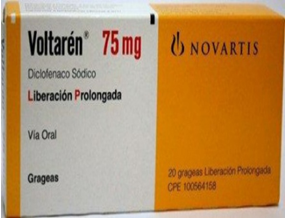 Voltarén® 75 mg
NOVARTIS
Diclofenaco Sódico
Liberación Prolongada
Vía Oral
Grageas
20 grageas Liberación Prolongada
CPE 100564158